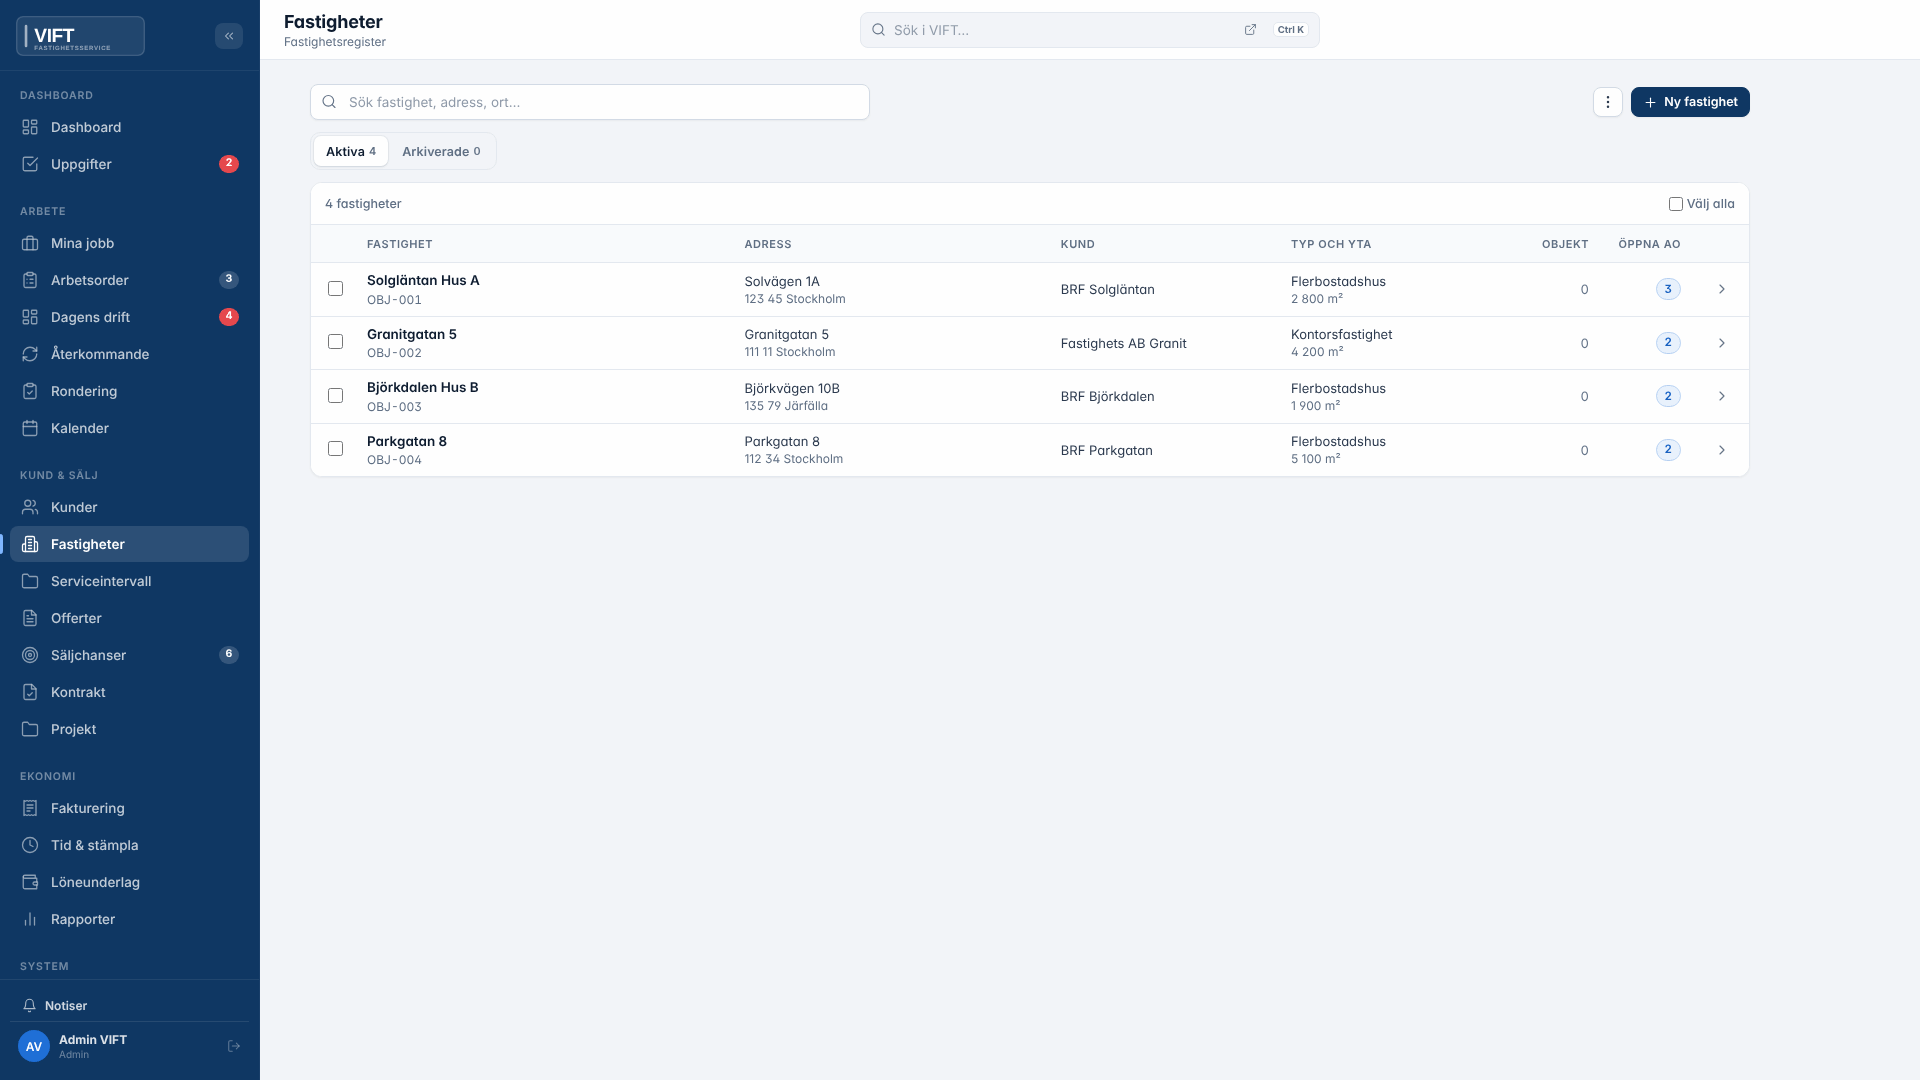 VIFT
FASTIGHETSSERVICE
DASHBOARD
Dashboard
Uppgifter 2
ARBETE
Mina jobb
Arbetsorder 3
Dagens drift 4
Återkommande
Rondering
Kalender
KUND & SÄLJ
Kunder
Fastigheter
Serviceintervall
Offerter
Säljchanser 6
Kontrakt
Projekt
EKONOMI
Fakturering
Tid & stämpla
Löneunderlag
Rapporter
SYSTEM
Notiser
AV
Admin VIFT
Admin
Fastigheter
Fastighetsregister
Sök i VIFT... Ctrl K
Sök fastighet, adress, ort...
Ny fastighet
Aktiva 4 Arkiverade 0
4 fastigheter Välj alla
FASTIGHET ADRESS KUND TYP OCH YTA OBJEKT ÖPPNA AO
Solgläntan Hus A Solvägen 1A BRF Solgläntan Flerbostadshus 0 3
OBJ-001 123 45 Stockholm 2 800 m²
Granitgatan 5 Granitgatan 5 Fastighets AB Granit Kontorsfastighet 0 2
OBJ-002 111 11 Stockholm 4 200 m²
Björkdalen Hus B Björkvägen 10B BRF Björkdalen Flerbostadshus 0 2
OBJ-003 135 79 Järfälla 1 900 m²
Parkgatan 8 Parkgatan 8 BRF Parkgatan Flerbostadshus 0 2
OBJ-004 112 34 Stockholm 5 100 m²